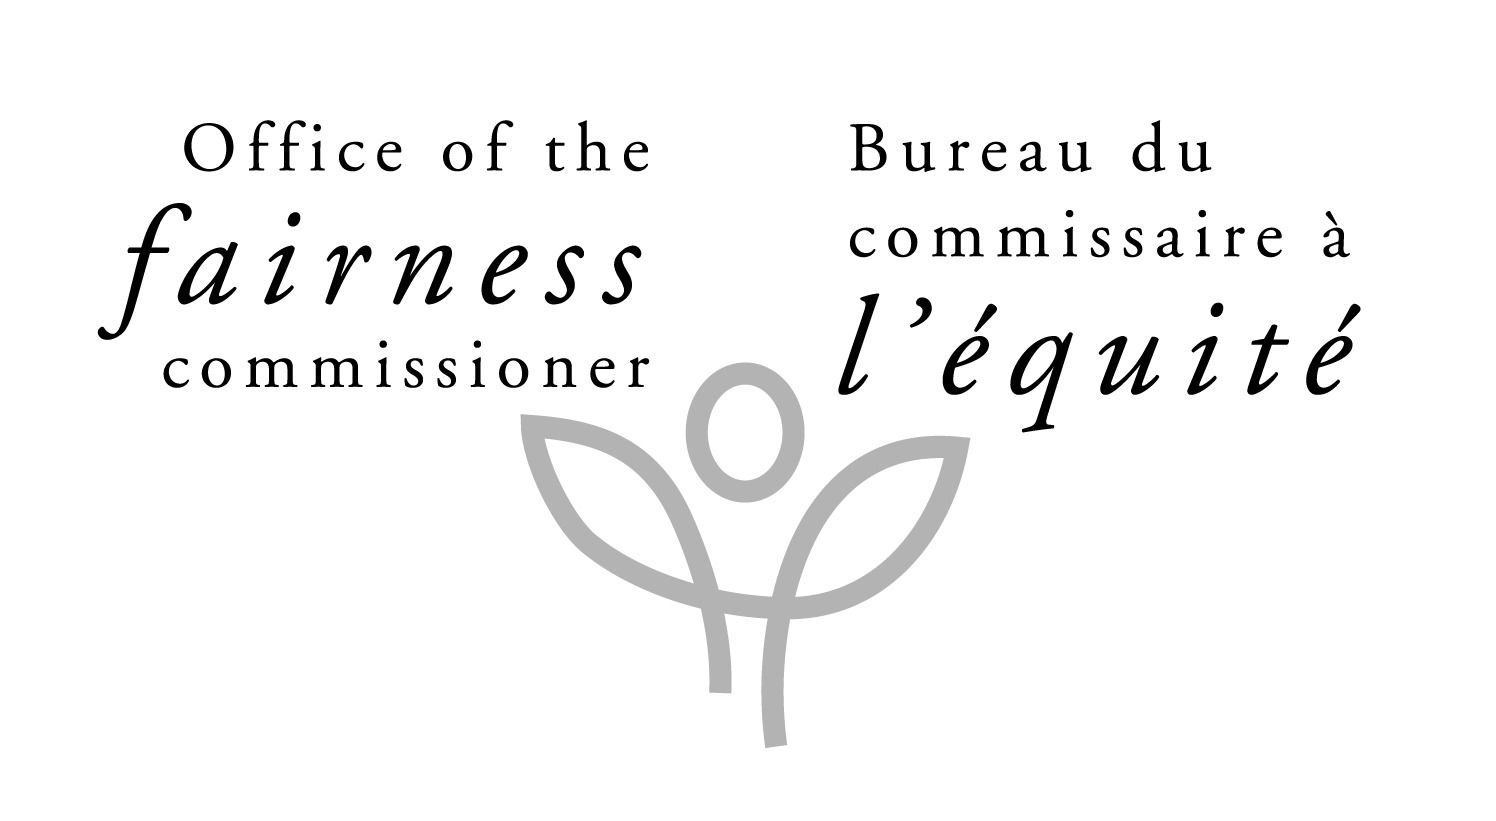 Office of the
fairness
commissioner
Bureau du
commissaire à
l’équité